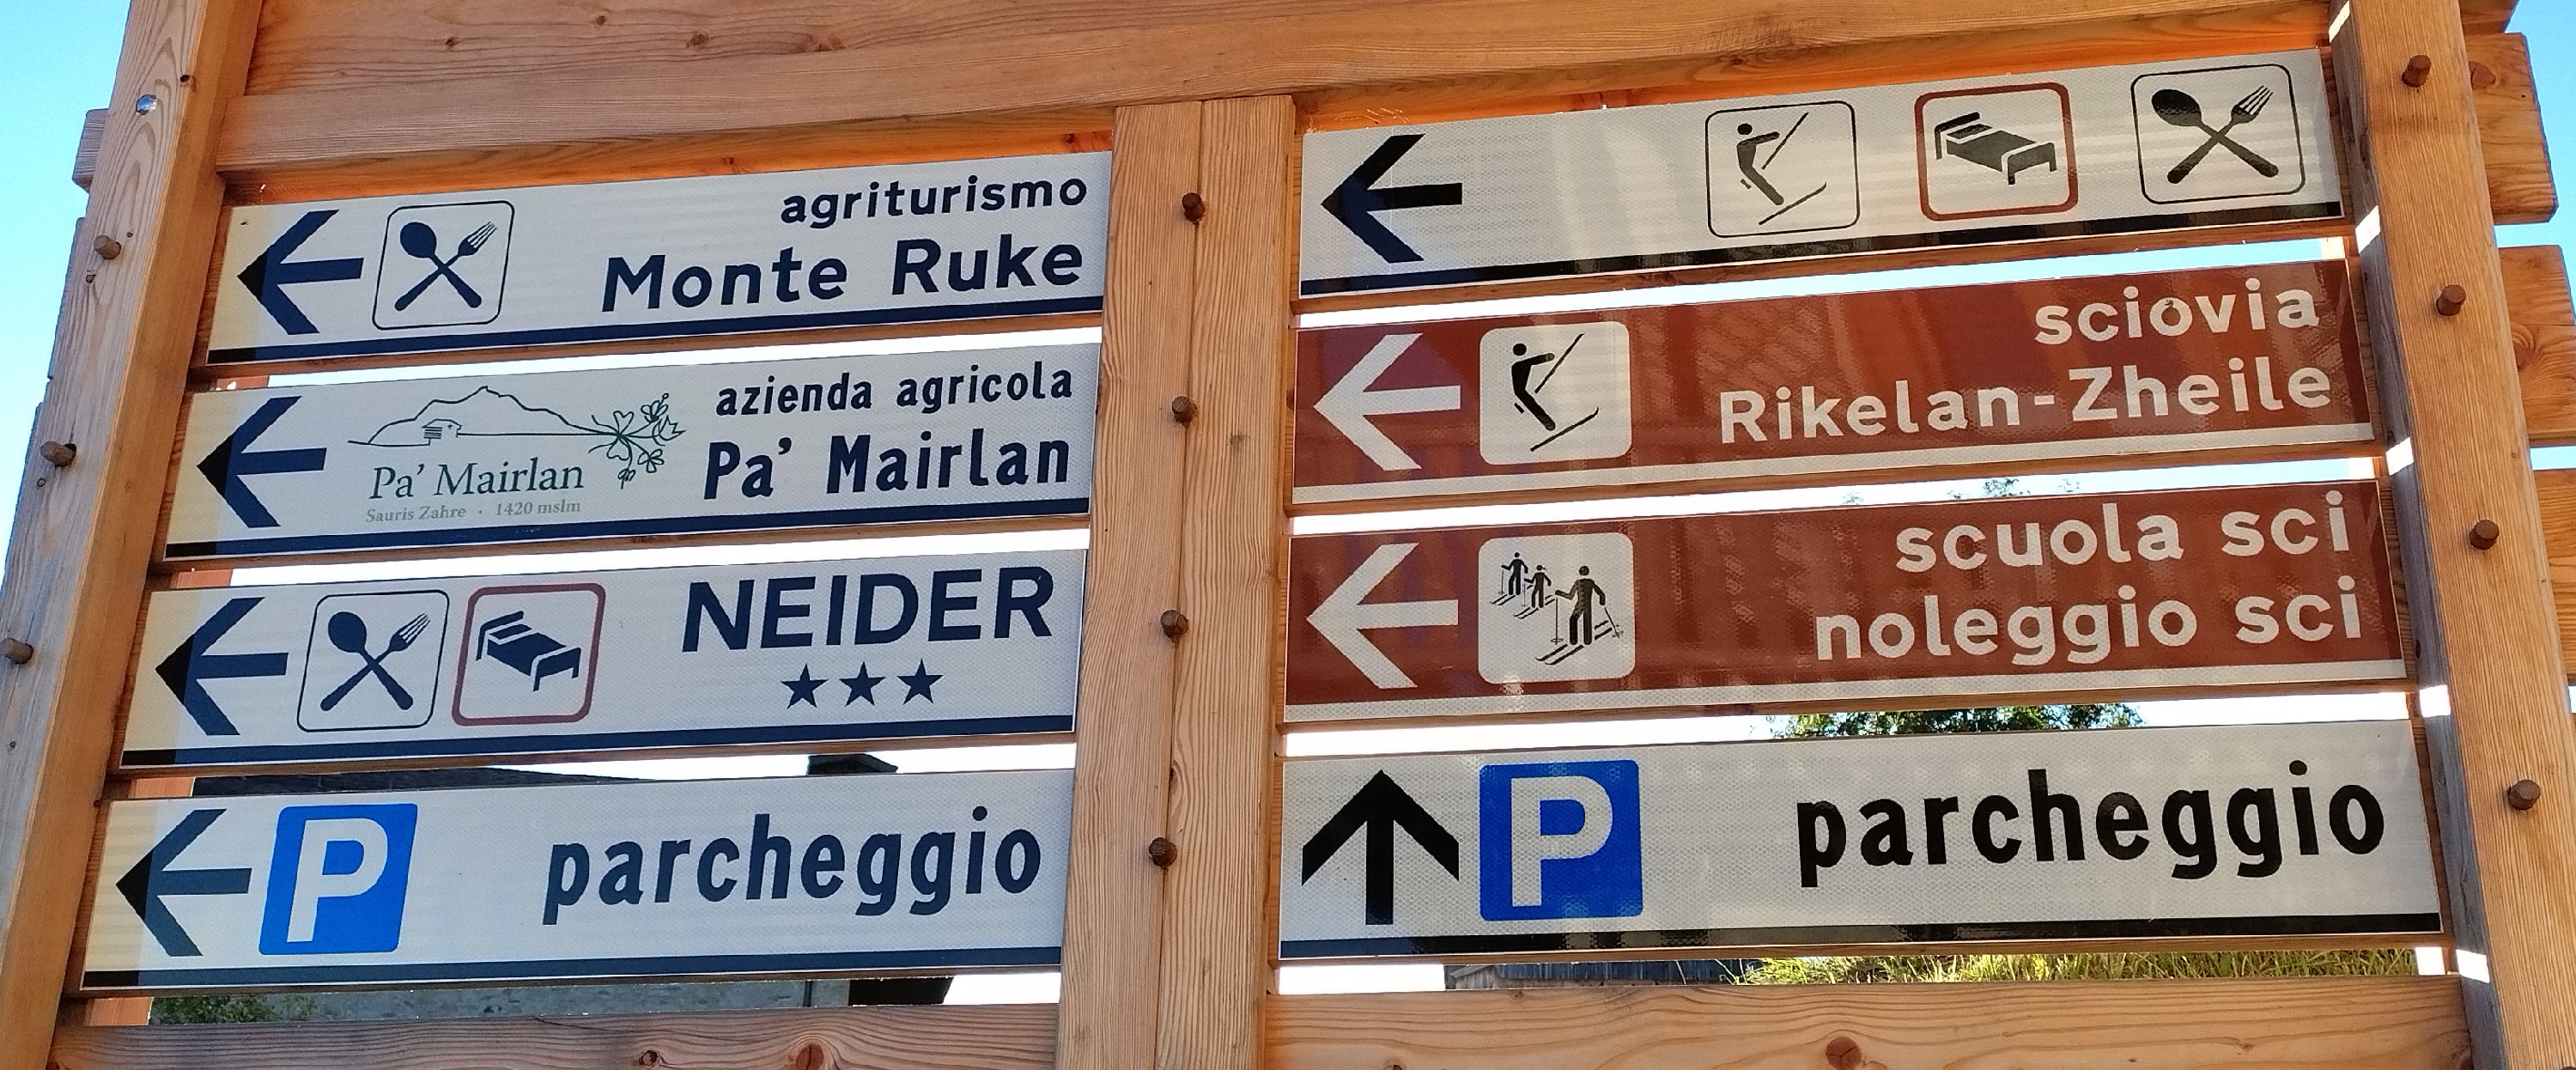 agriturismo
Monte Ruke
azienda agricola
Pa' Mairlan
Pa' Mairlan
Sauris Zahre · 1420 mslm
NEIDER
★★★
P
parcheggio
sciovia
Rikelan-Zheile
scuola sci
noleggio sci
P
parcheggio